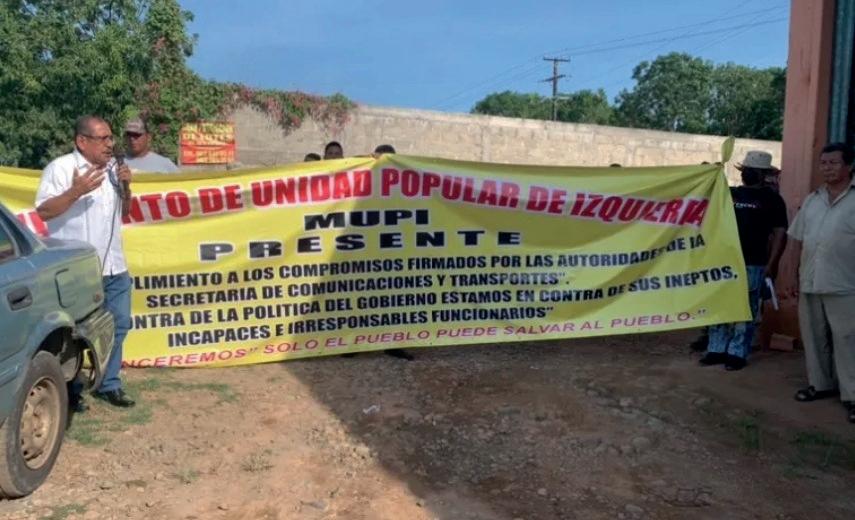 NTO DE UNIDAD POPULAR DE IZQUIERIA
MUPI
PRESENTE
PLIMIENTO A LOS COMPROMISOS FIRMADOS POR LAS AUTORIDADES DE LA
SECRETARIA DE COMUNICACIONES Y TRANSPORTES".
ONTRA DE LA POLITICA DEL GOBIERNO ESTAMOS EN CONTRA DE SUS INEPTOS,
INCAPACES E IRRESPONSABLES FUNCIONARIOS"
NCEREMOS" SOLO EL PUEBLO PUEDE SALVAR AL PUEBLO."